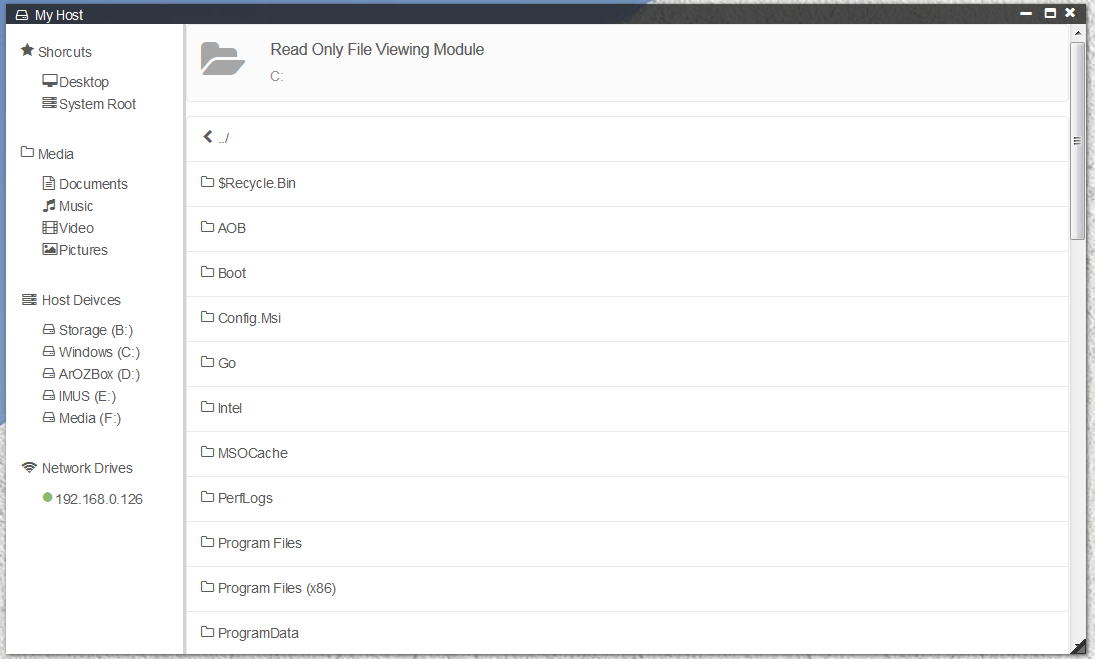 My Host
Shorcuts
Desktop
System Root
Media
Documents
Music
Video
Pictures
Host Deivces
Storage (B:)
Windows (C:)
ArOZBox (D:)
IMUS (E:)
Media (F:)
Network Drives
192.168.0.126
Read Only File Viewing Module
C:
../
$Recycle.Bin
AOB
Boot
Config.Msi
Go
Intel
MSOCache
PerfLogs
Program Files
Program Files (x86)
ProgramData